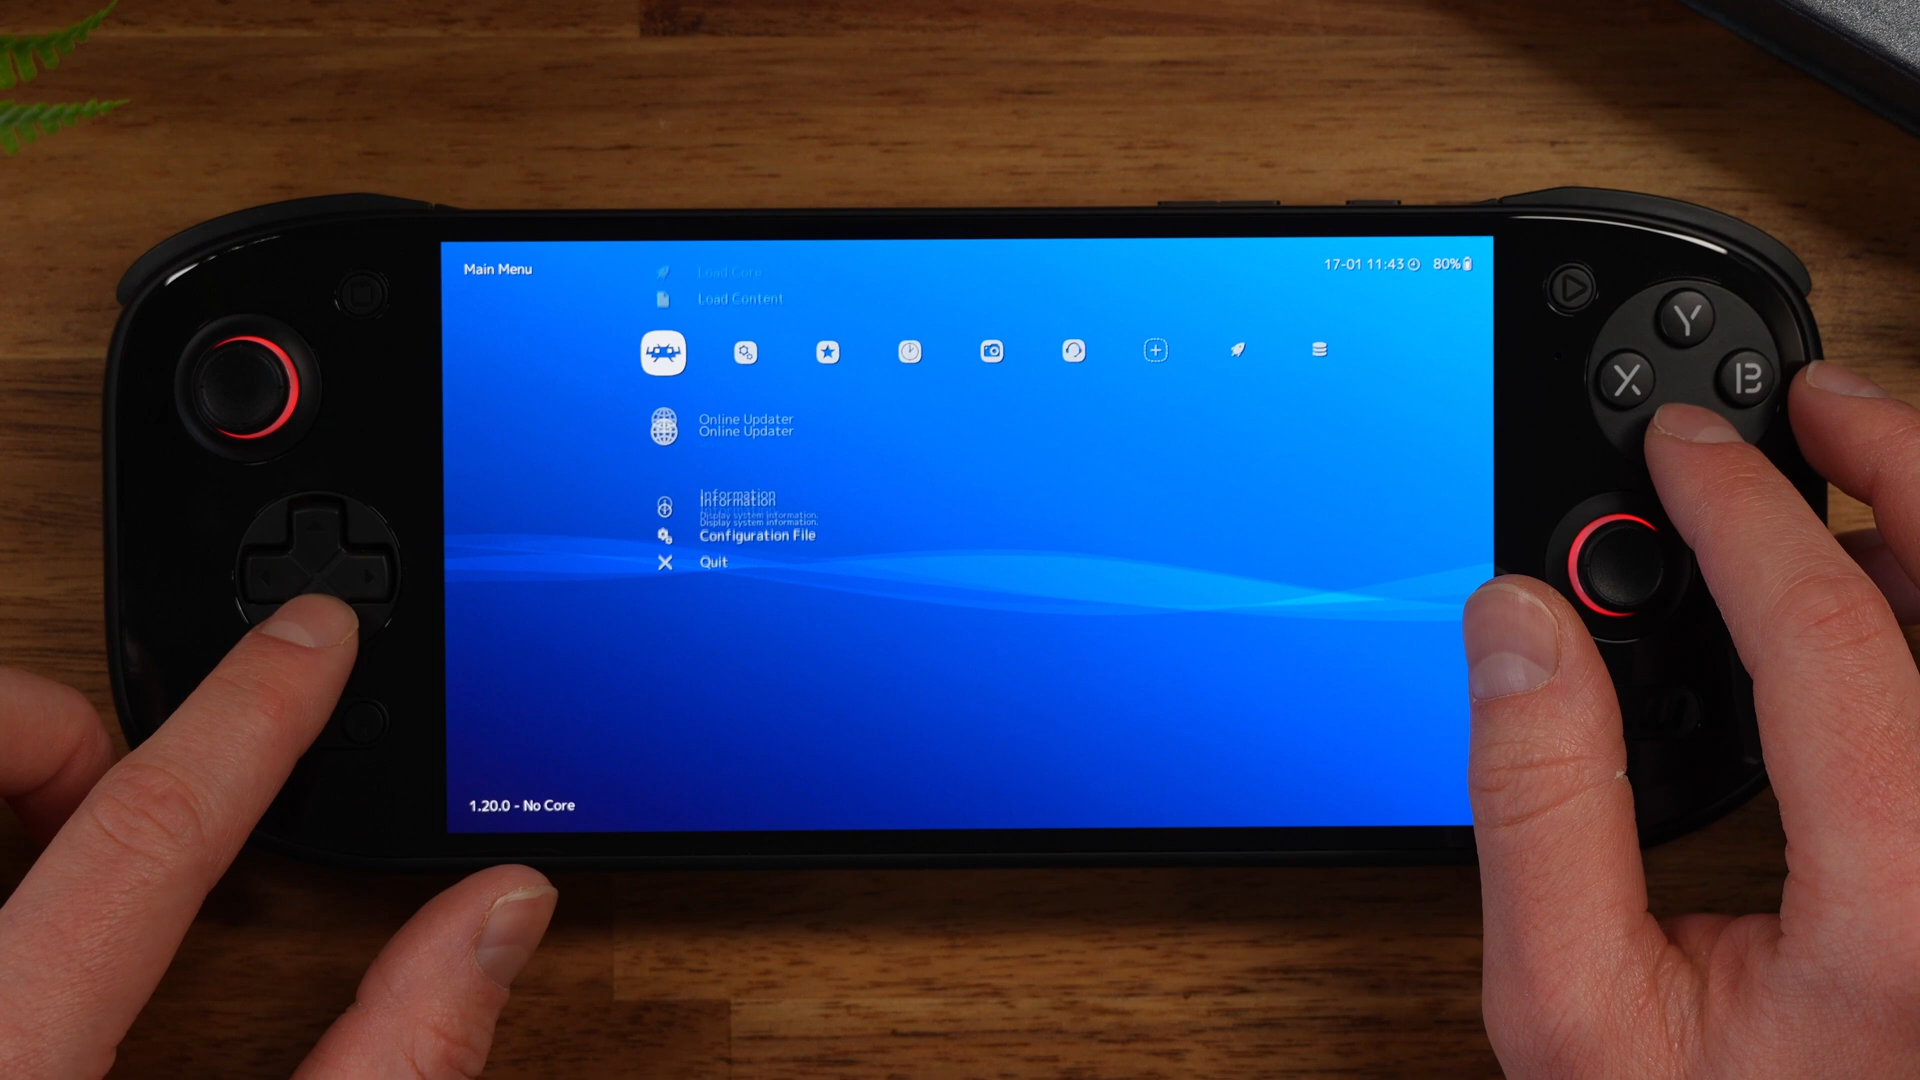 Main Menu
17-01 11:43 80%
Load Core
Load Content
Online Updater
Online Updater
Information
Information
Display system information.
Display system information.
Configuration File
Quit
1.20.0 - No Core
Y
X
B